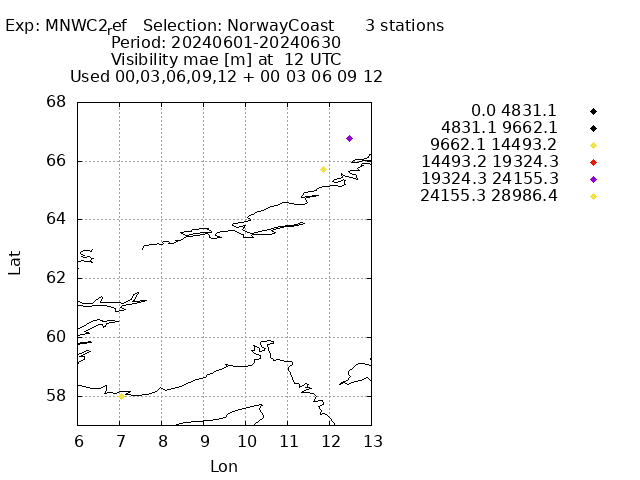 Exp: MNWC2ref Selection: NorwayCoast 3 stations
Period: 20240601-20240630
Visibility mae [m] at 12 UTC
Used 00,03,06,09,12 + 00 03 06 09 12
0.0 4831.1
4831.1 9662.1
9662.1 14493.2
14493.2 19324.3
19324.3 24155.3
24155.3 28986.4
68
66
64
62
60
58
Lat
6 7 8 9 10 11 12 13
Lon